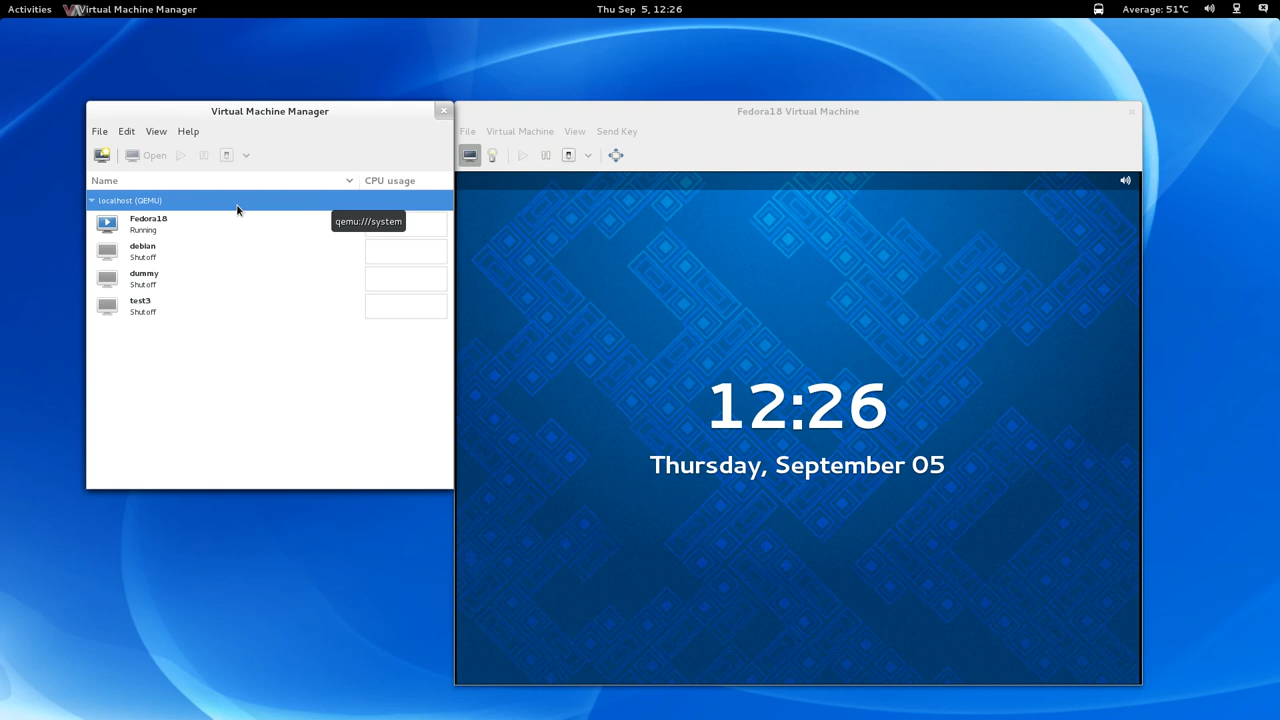 Activities Virtual Machine Manager Thu Sep 5, 12:26 Average: 51°C
Virtual Machine Manager
File Edit View Help
Open
Name CPU usage
localhost (QEMU)
qemu:///system
Fedora18
Running
debian
Shutoff
dummy
Shutoff
test3
Shutoff
Fedora18 Virtual Machine
File Virtual Machine View Send Key
12:26
Thursday, September 05